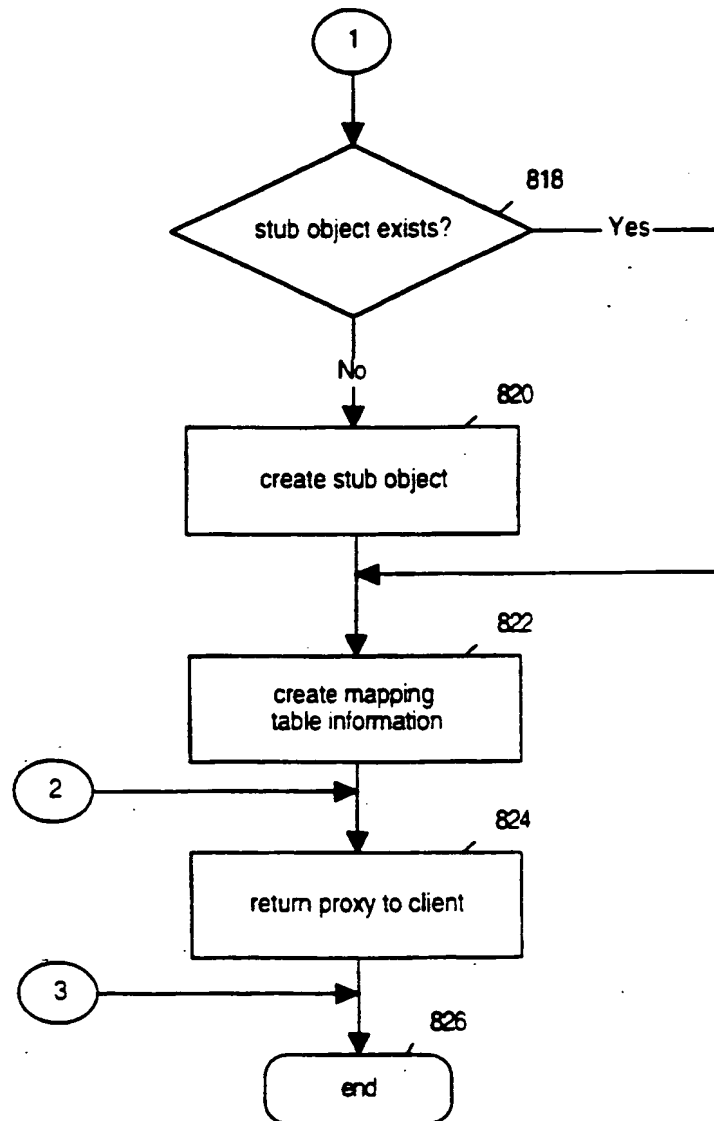 1
818
stub object exists?
Yes
No
820
create stub object
822
create mapping
table information
2
824
return proxy to client
3
826
end